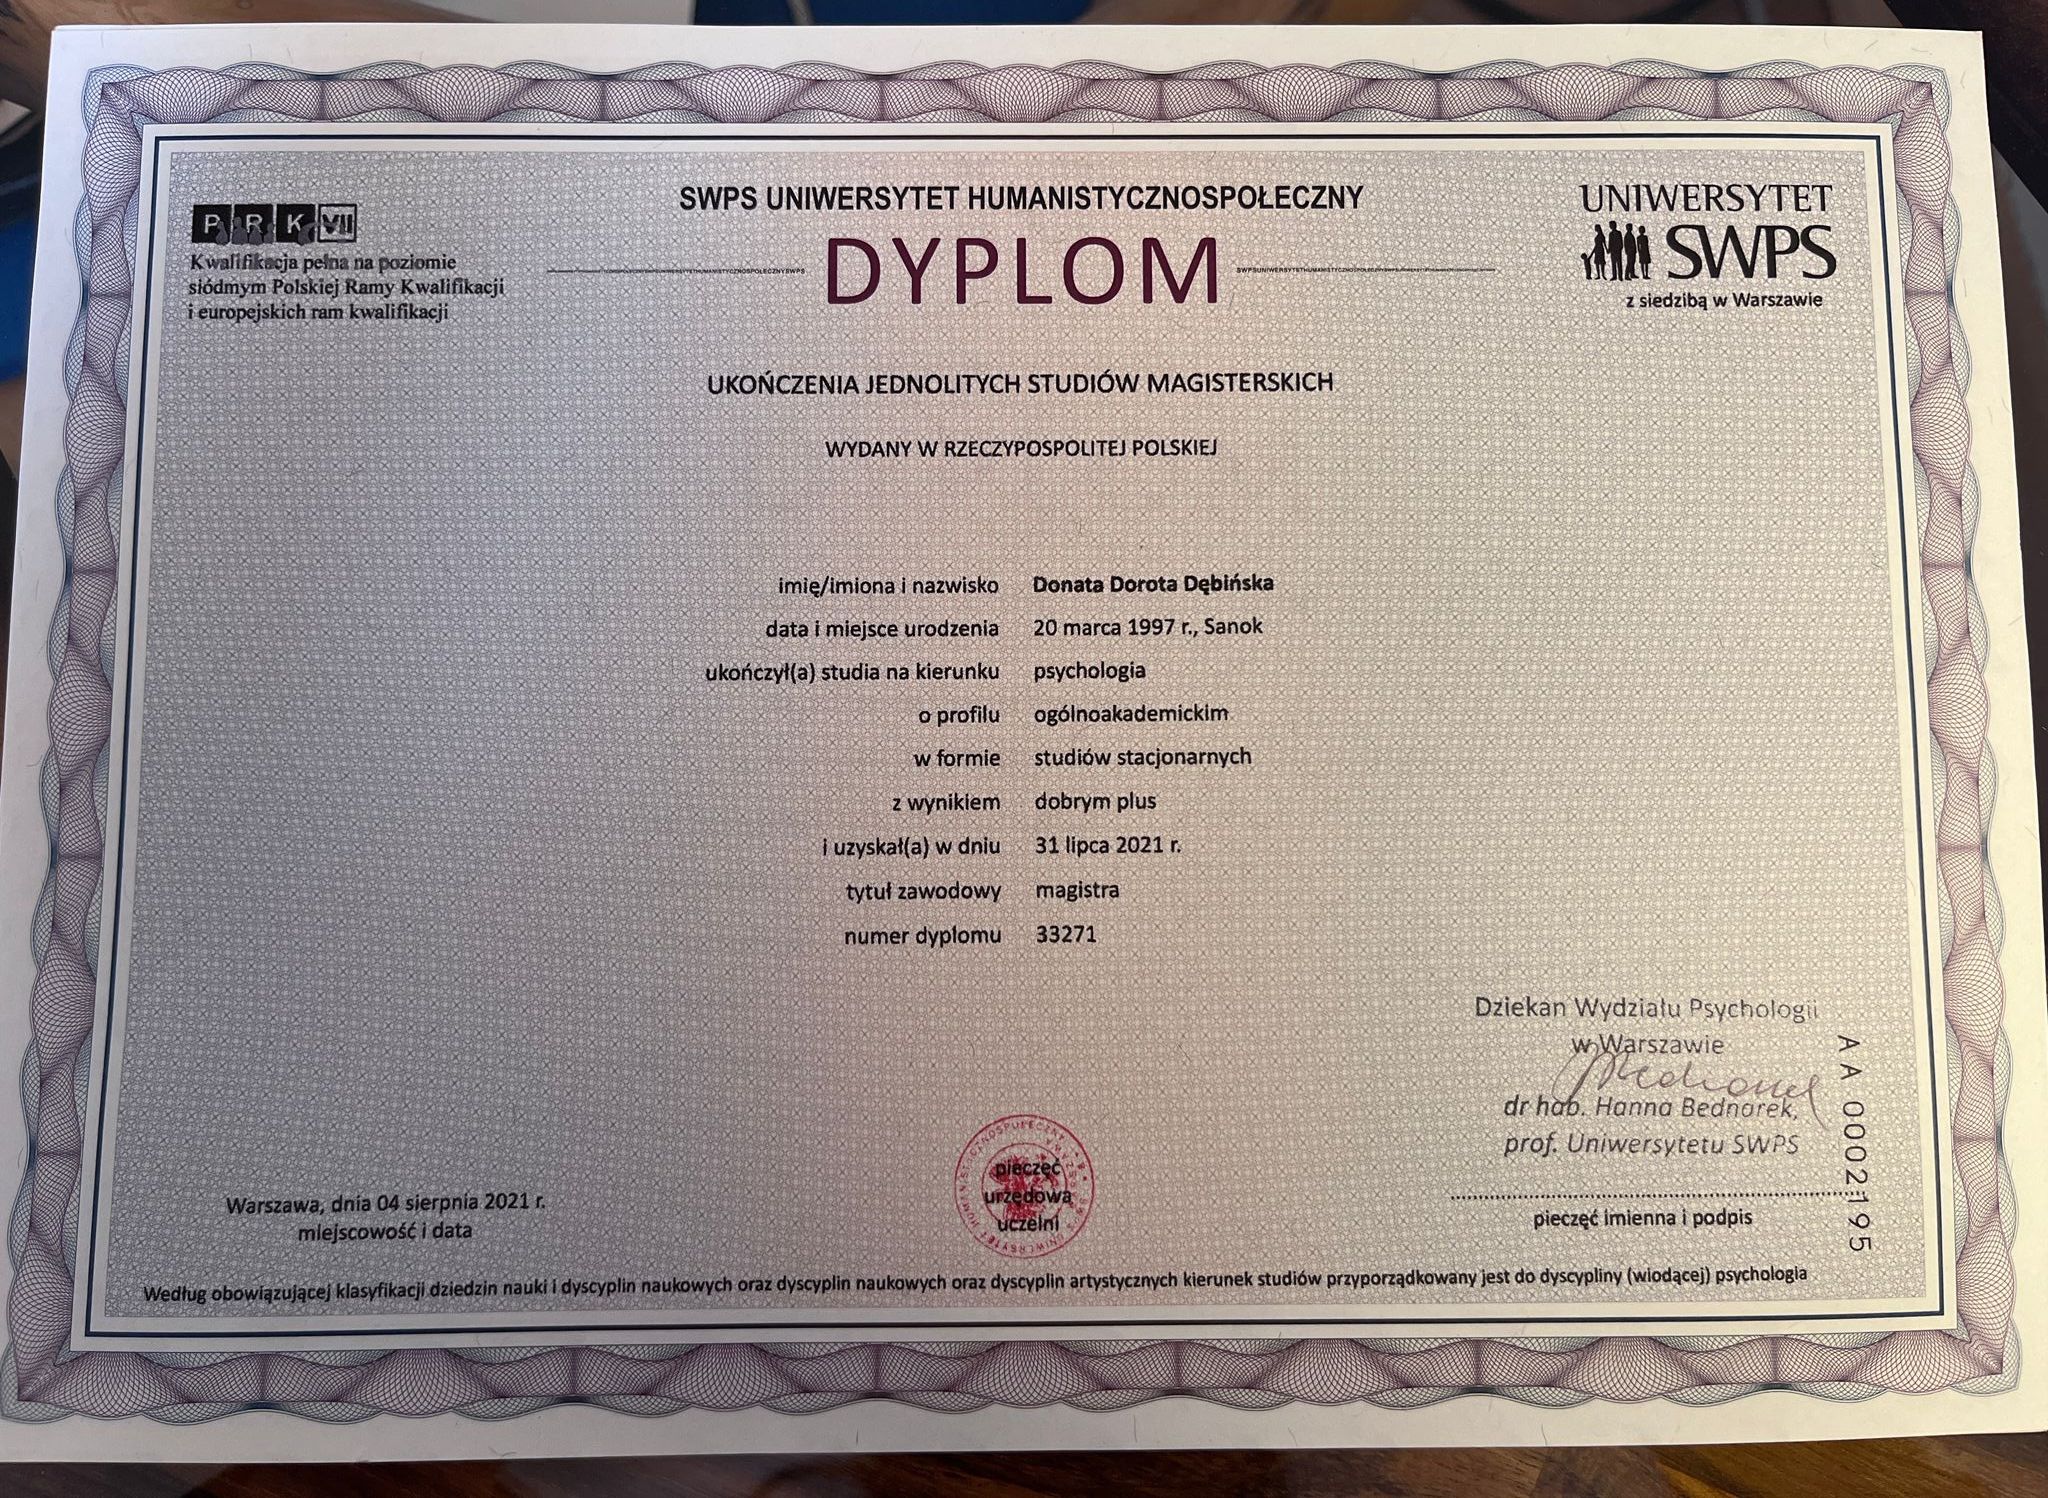 SWPS UNIWERSYTET HUMANISTYCZNOSPOŁECZNY
DYPLOM
PRK VII
Kwalifikacja pełna na poziomie
siódmym Polskiej Ramy Kwalifikacji
i europejskich ram kwalifikacji
UNIWERSYTET
SWPS
z siedzibą w Warszawie
UKOŃCZENIA JEDNOLITYCH STUDIÓW MAGISTERSKICH
WYDANY W RZECZYPOSPOLITEJ POLSKIEJ
imię/imiona i nazwisko Donata Dorota Dębińska
data i miejsce urodzenia 20 marca 1997 r., Sanok
ukończył(a) studia na kierunku psychologia
o profilu ogólnoakademickim
w formie studiów stacjonarnych
z wynikiem dobrym plus
i uzyskał(a) w dniu 31 lipca 2021 r.
tytuł zawodowy magistra
numer dyplomu 33271
Dziekan Wydziału Psychologii
w Warszawie
dr hab. Hanna Bednarek,
prof. Uniwersytetu SWPS
pieczęć imienna i podpis
AA 0002195
pieczęć
urzędowa
uczelni
Warszawa, dnia 04 sierpnia 2021 r.
miejscowość i data
Według obowiązującej klasyfikacji dziedzin nauki i dyscyplin naukowych oraz dyscyplin naukowych oraz dyscyplin artystycznych kierunek studiów przyporządkowany jest do dyscypliny (wiodącej) psychologia